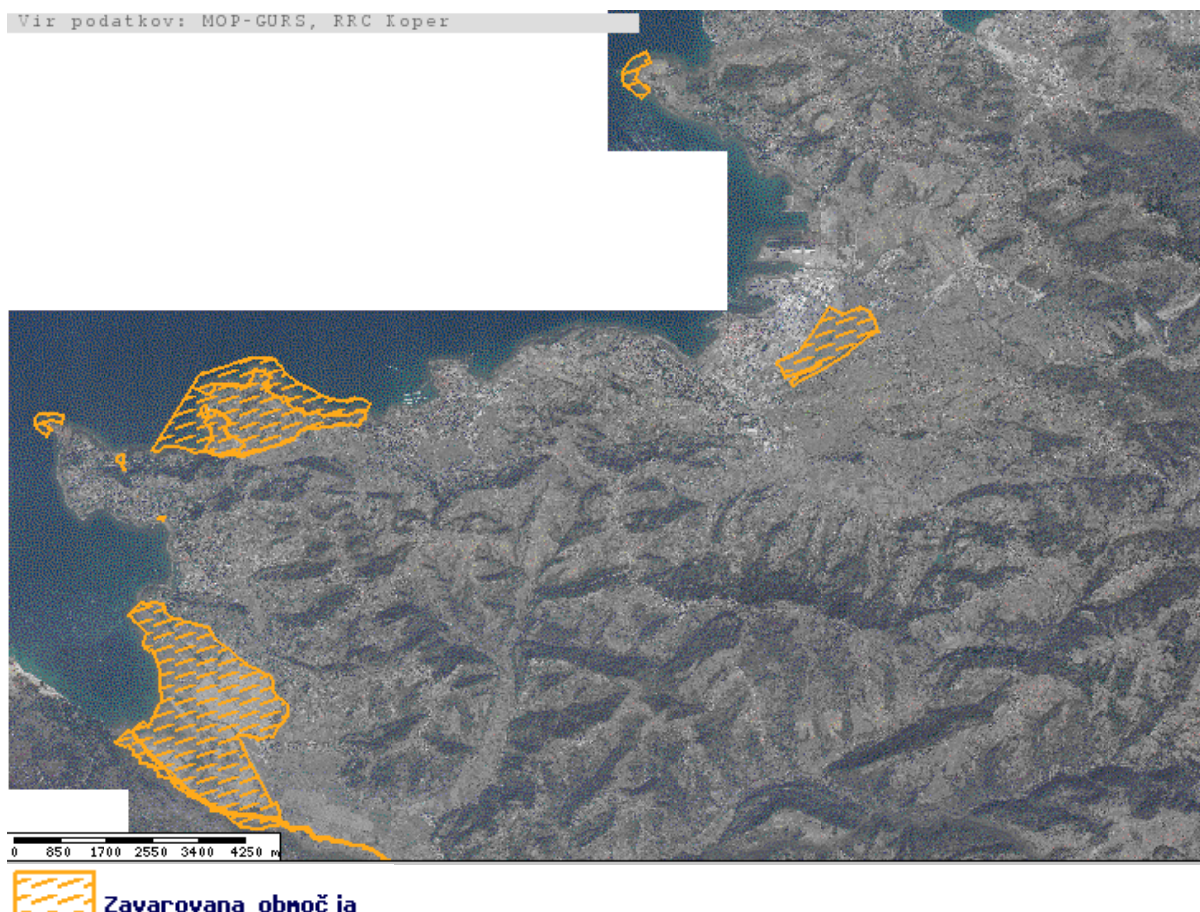 Vir podatkov: MOP-GURS, RRC Koper
0 850 1700 2550 3400 4250 m
Zavarovana območja